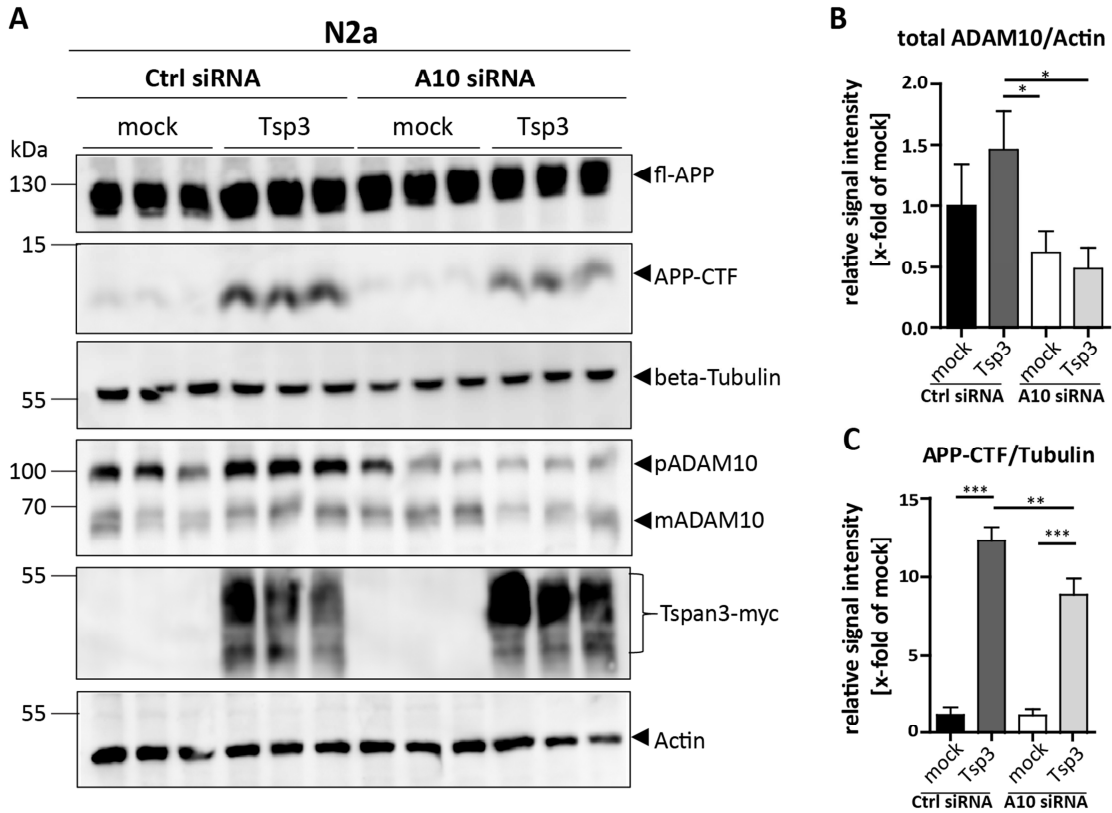 A
N2a
Ctrl siRNA A10 siRNA
mock Tsp3 mock Tsp3
kDa
130 fl-APP
15
APP-CTF
55 beta-Tubulin
100 pADAM10
70
mADAM10
55
Tspan3-myc
55
Actin
B
total ADAM10/Actin
relative signal intensity
[x-fold of mock]
2.0
1.5
1.0
0.5
0.0
*
*
mock Tsp3 mock Tsp3
Ctrl siRNA A10 siRNA
C
APP-CTF/Tubulin
relative signal intensity
[x-fold of mock]
15
10
5
0
*** **
***
mock Tsp3 mock Tsp3
Ctrl siRNA A10 siRNA